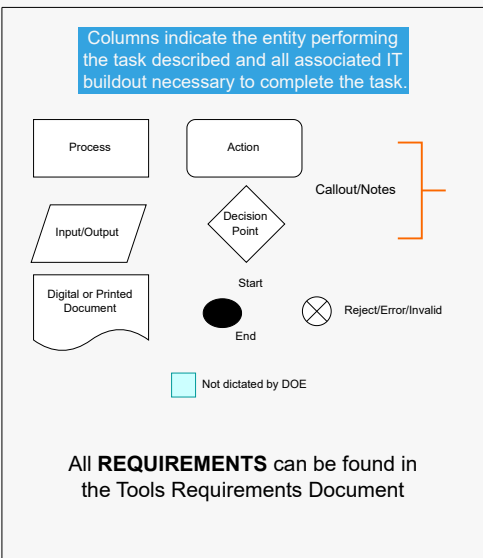 Columns indicate the entity performing
the task described and all associated IT
buildout necessary to complete the task.
Process
Action
Callout/Notes
Input/Output
Decision
Point
Digital or Printed
Document
Start
End
Reject/Error/Invalid
Not dictated by DOE
All REQUIREMENTS can be found in
the Tools Requirements Document